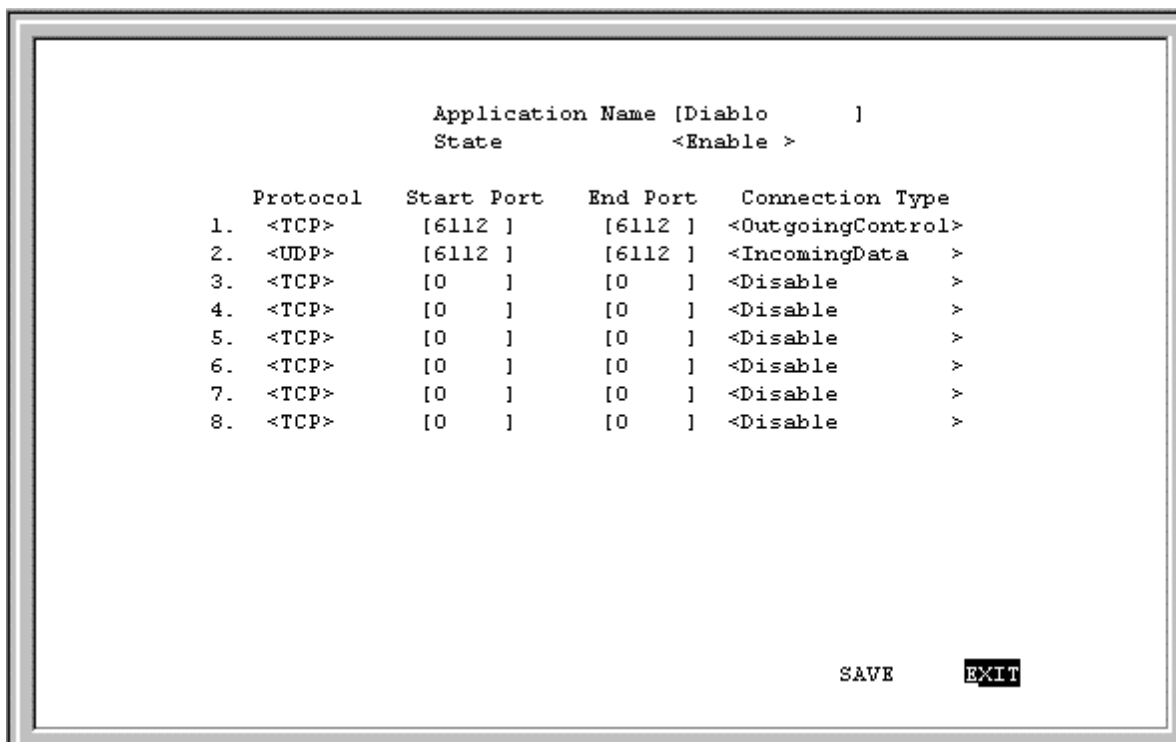 Application Name [Diablo        ]
State                <Enable >
Protocol   Start Port   End Port   Connection Type
1.  <TCP>   [6112 ]   [6112 ]   <OutgoingControl>
2.  <UDP>   [6112 ]   [6112 ]   <IncomingData   >
3.  <TCP>   [0    ]   [0    ]   <Disable        >
4.  <TCP>   [0    ]   [0    ]   <Disable        >
5.  <TCP>   [0    ]   [0    ]   <Disable        >
6.  <TCP>   [0    ]   [0    ]   <Disable        >
7.  <TCP>   [0    ]   [0    ]   <Disable        >
8.  <TCP>   [0    ]   [0    ]   <Disable        >
SAVE   EXIT